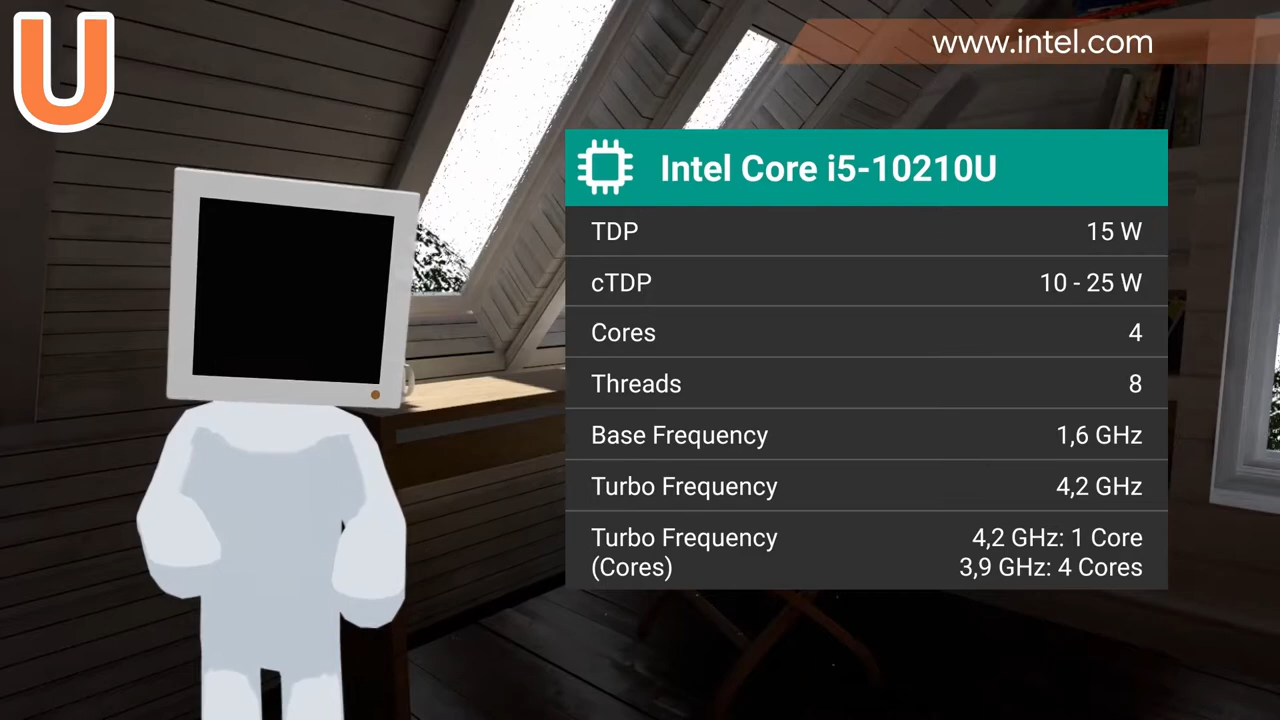 U
www.intel.com
Intel Core i5-10210U
TDP 15 W
cTDP 10 - 25 W
Cores 4
Threads 8
Base Frequency 1,6 GHz
Turbo Frequency 4,2 GHz
Turbo Frequency 4,2 GHz: 1 Core
(Cores) 3,9 GHz: 4 Cores